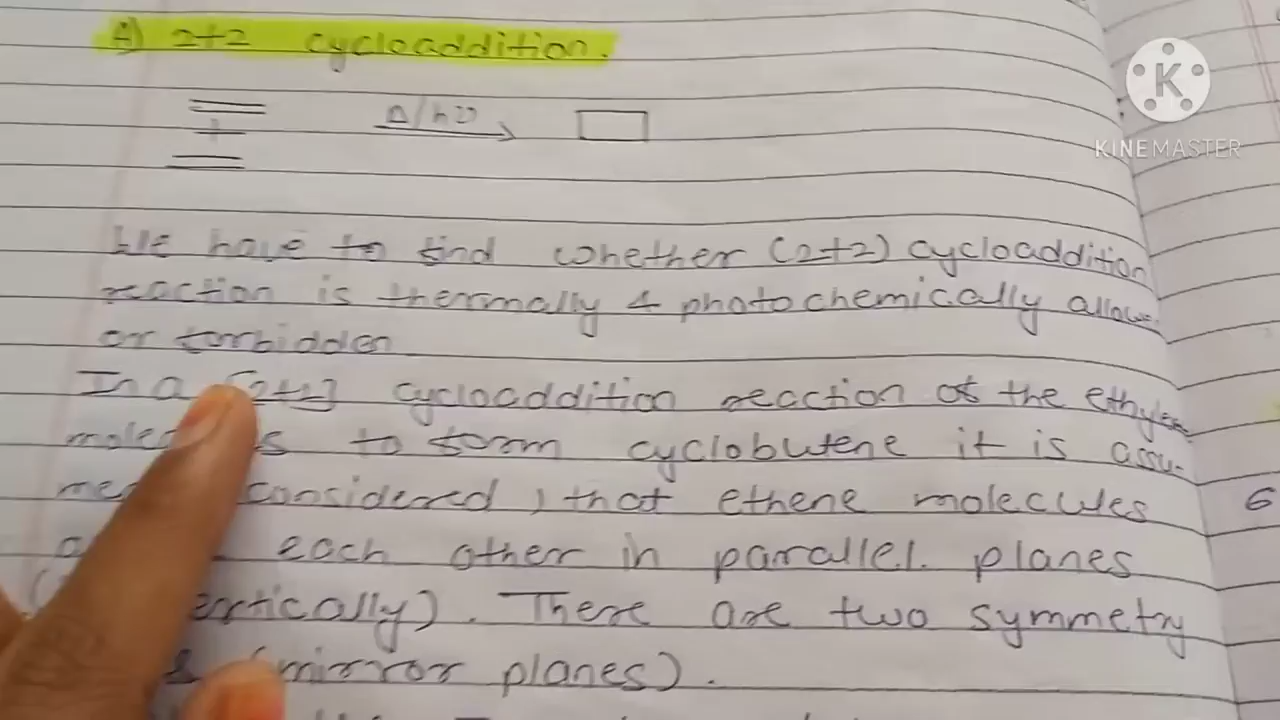 A) 2+2 cycloaddition.
+ Δ/hν
K
KINEMASTER
We have to find whether (2+2) cycloaddition
reaction is thermally & photochemically allow-
or forbidden
In a [2+2] cycloaddition reaction of the ethylene
to form cyclobutene it is assu-
considered) that ethene molecules
6
each other in parallel planes
vertically). There are two symmetry
(mirror planes).